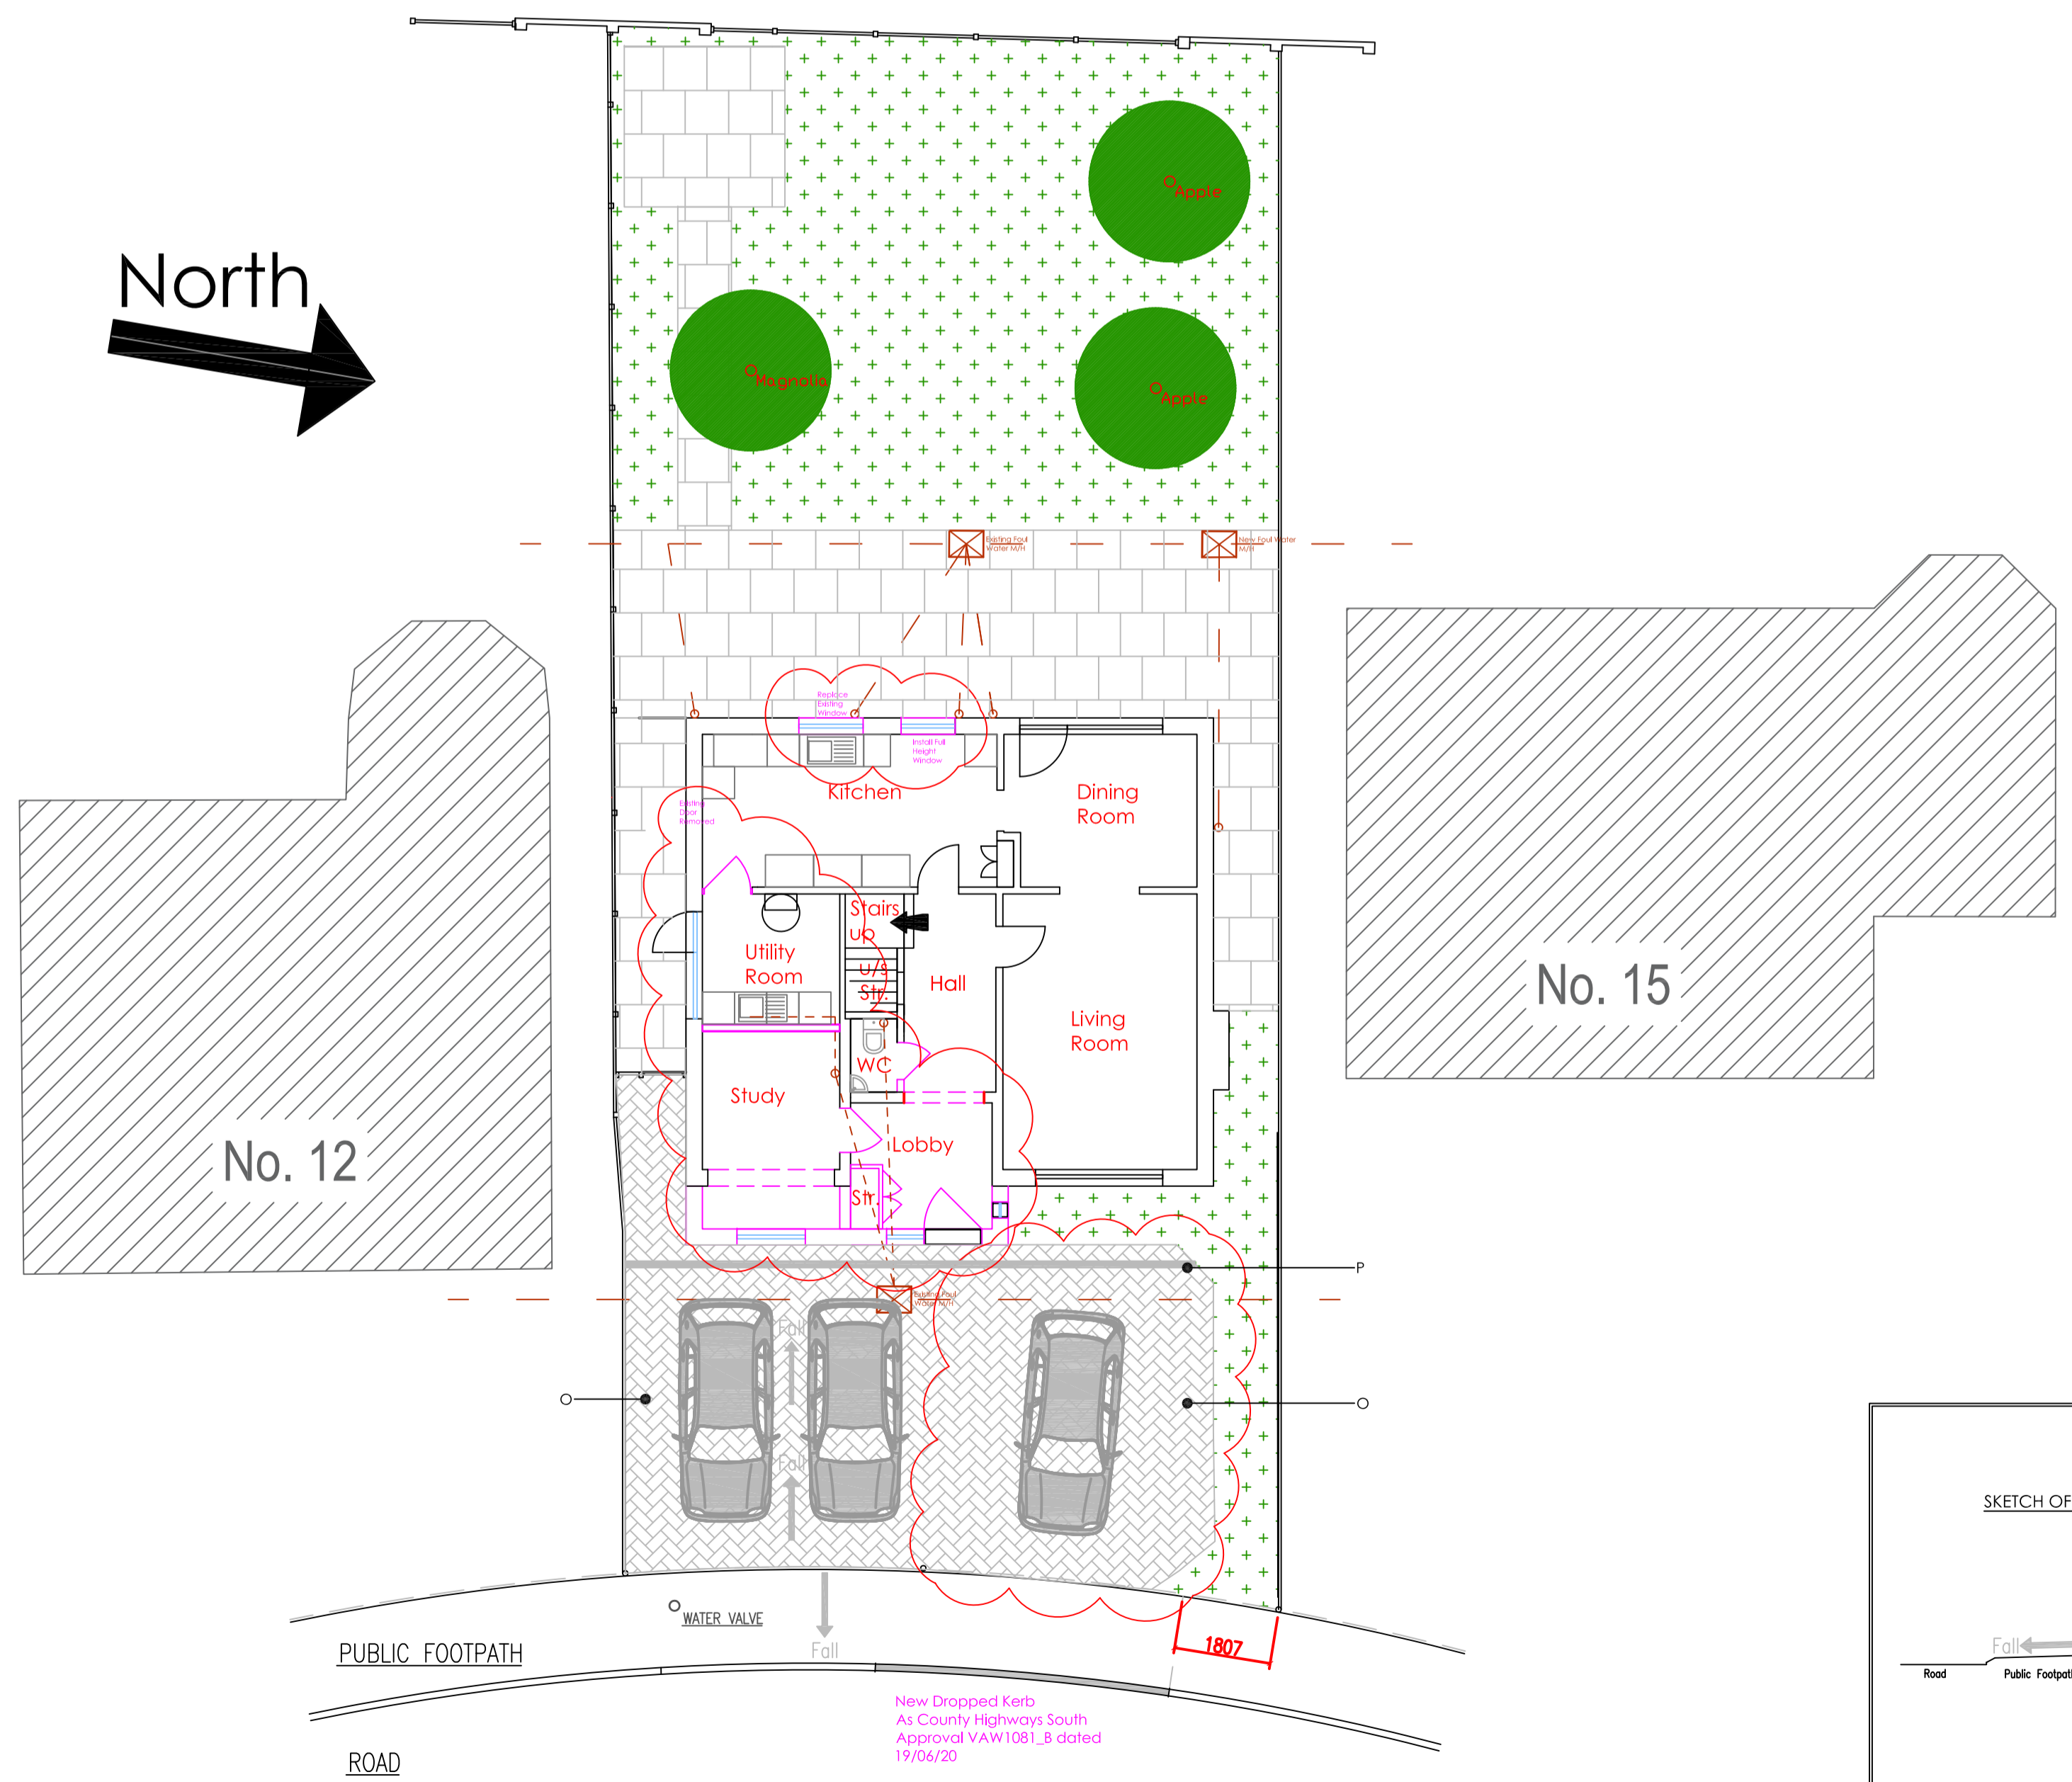 North
Apple
Magnolia
Apple
Existing Foul
Water M/H
New Foul Water
M/H
Replace
Existing
Window
Install Full
Height
Window
Kitchen
Existing
Door
Removed
Dining
Room
Stairs
up
Utility
Room
u/s
Str.
Hall
Living
Room
WC
Study
Lobby
Str.
No. 12
No. 15
P
Existing Foul
Water M/H
Fall
O
O
Fall
SKETCH OF
WATER VALVE
1807
Fall
PUBLIC FOOTPATH
Fall
Road
Public Footpath
New Dropped Kerb
As County Highways South
Approval VAW1081_B dated
19/06/20
ROAD